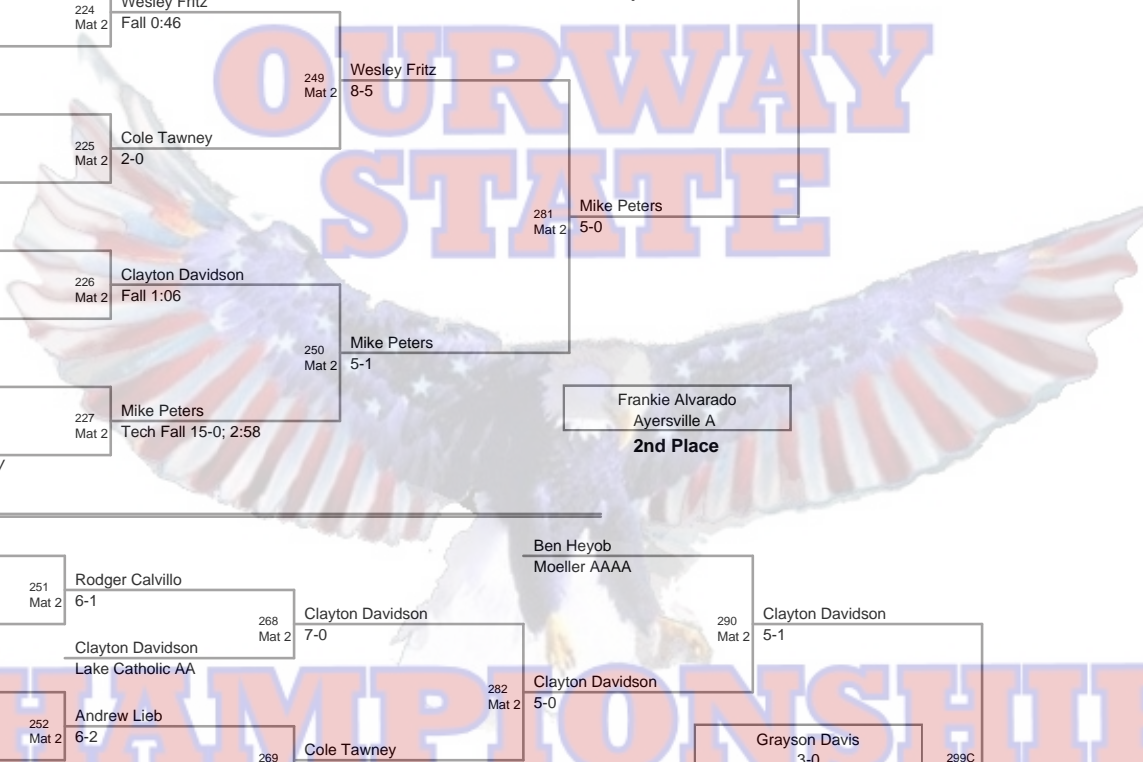 Wesley Fritz
224
Mat 2
Fall 0:46
OURWAY
STATE
249
Mat 2
Wesley Fritz
8-5
225
Mat 2
Cole Tawney
2-0
281
Mat 2
Mike Peters
5-0
226
Mat 2
Clayton Davidson
Fall 1:06
250
Mat 2
Mike Peters
5-1
227
Mat 2
Mike Peters
Tech Fall 15-0; 2:58
Frankie Alvarado
Ayersville A
2nd Place
Ben Heyob
Moeller AAAA
251
Mat 2
Rodger Calvillo
6-1
268
Mat 2
Clayton Davidson
7-0
290
Mat 2
Clayton Davidson
5-1
Clayton Davidson
Lake Catholic AA
282
Mat 2
Clayton Davidson
5-0
HAMPIONSHI
252
Mat 2
Andrew Lieb
6-2
269
Cole Tawney
Grayson Davis
3-0
299C